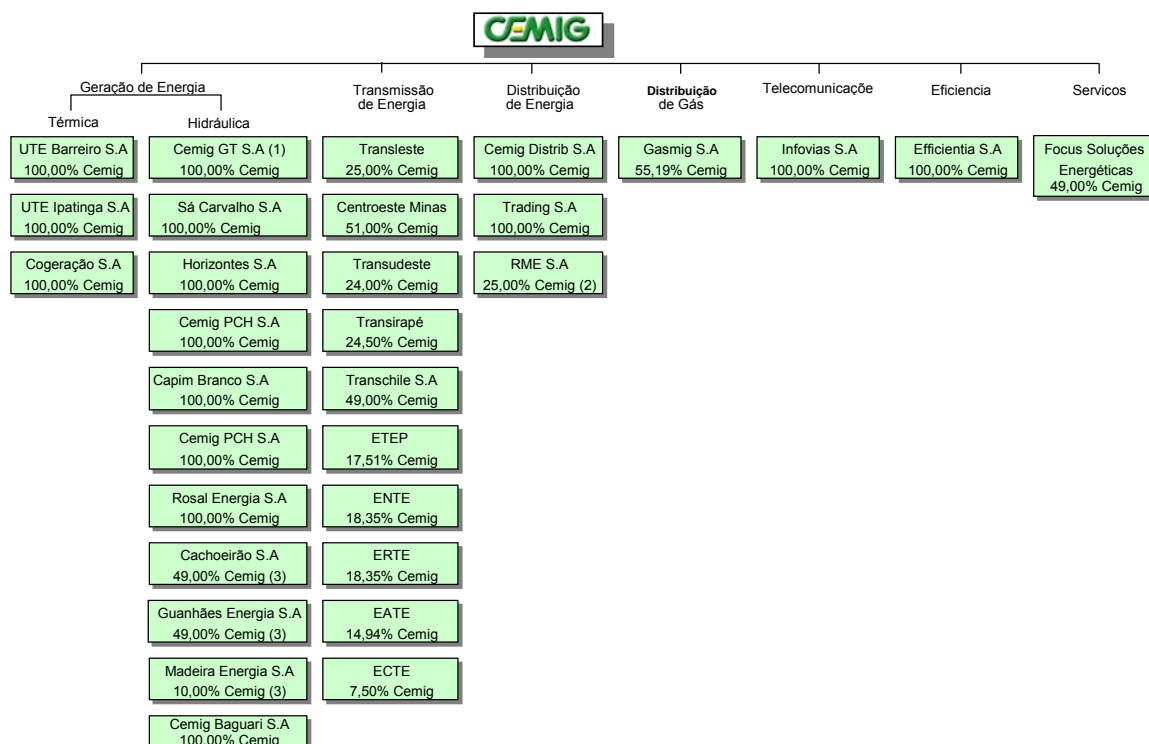 CEMIG
Geração de Energia
Térmica
Hidráulica
Transmissão
de Energia
Distribuição
de Energia
Distribuição
de Gás
Telecomunicaçõe
Eficiencia
Serviços
UTE Barreiro S.A
100,00% Cemig
UTE Ipatinga S.A
100,00% Cemig
Cogeração S.A
100,00% Cemig
Cemig GT S.A (1)
100,00% Cemig
Sá Carvalho S.A
100,00% Cemig
Horizontes S.A
100,00% Cemig
Cemig PCH S.A
100,00% Cemig
Capim Branco S.A
100,00% Cemig
Cemig PCH S.A
100,00% Cemig
Rosal Energia S.A
100,00% Cemig
Cachoeirão S.A
49,00% Cemig (3)
Guanhães Energia S.A
49,00% Cemig (3)
Madeira Energia S.A
10,00% Cemig (3)
Cemig Baguari S.A
100,00% Cemig
Transleste
25,00% Cemig
Centroeste Minas
51,00% Cemig
Transudeste
24,00% Cemig
Transirapé
24,50% Cemig
Transchile S.A
49,00% Cemig
ETEP
17,51% Cemig
ENTE
18,35% Cemig
ERTE
18,35% Cemig
EATE
14,94% Cemig
ECTE
7,50% Cemig
Cemig Distrib S.A
100,00% Cemig
Trading S.A
100,00% Cemig
RME S.A
25,00% Cemig (2)
Gasmig S.A
55,19% Cemig
Infovias S.A
100,00% Cemig
Efficientia S.A
100,00% Cemig
Focus Soluções
Energéticas
49,00% Cemig